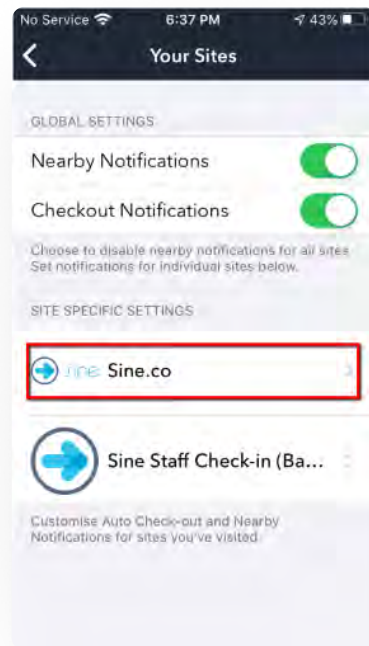 No Service 6:37 PM 43%
Your Sites
GLOBAL SETTINGS
Nearby Notifications
Checkout Notifications
Choose to disable nearby notifications for all sites
Set notifications for individual sites below.
SITE SPECIFIC SETTINGS
sine Sine.co
Sine Staff Check-in (Ba...
Customise Auto Check-out and Nearby
Notifications for sites you've visited